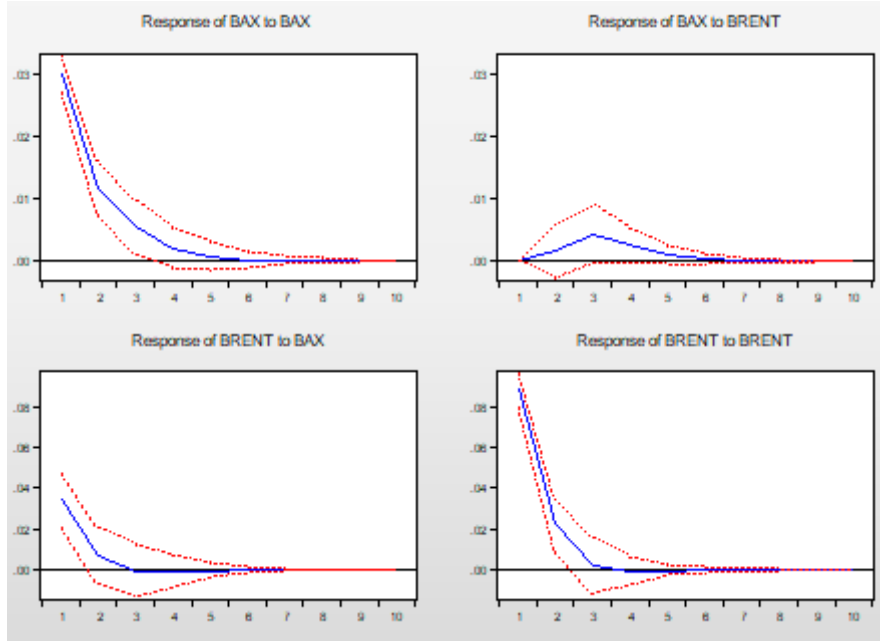 Response of BAX to BAX
Response of BAX to BRENT
.03
.02
.01
.00
1 2 3 4 5 6 7 8 9 10
.03
.02
.01
.00
1 2 3 4 5 6 7 8 9 10
Response of BRENT to BAX
Response of BRENT to BRENT
.08
.06
.04
.02
.00
1 2 3 4 5 6 7 8 9 10
.08
.06
.04
.02
.00
1 2 3 4 5 6 7 8 9 10